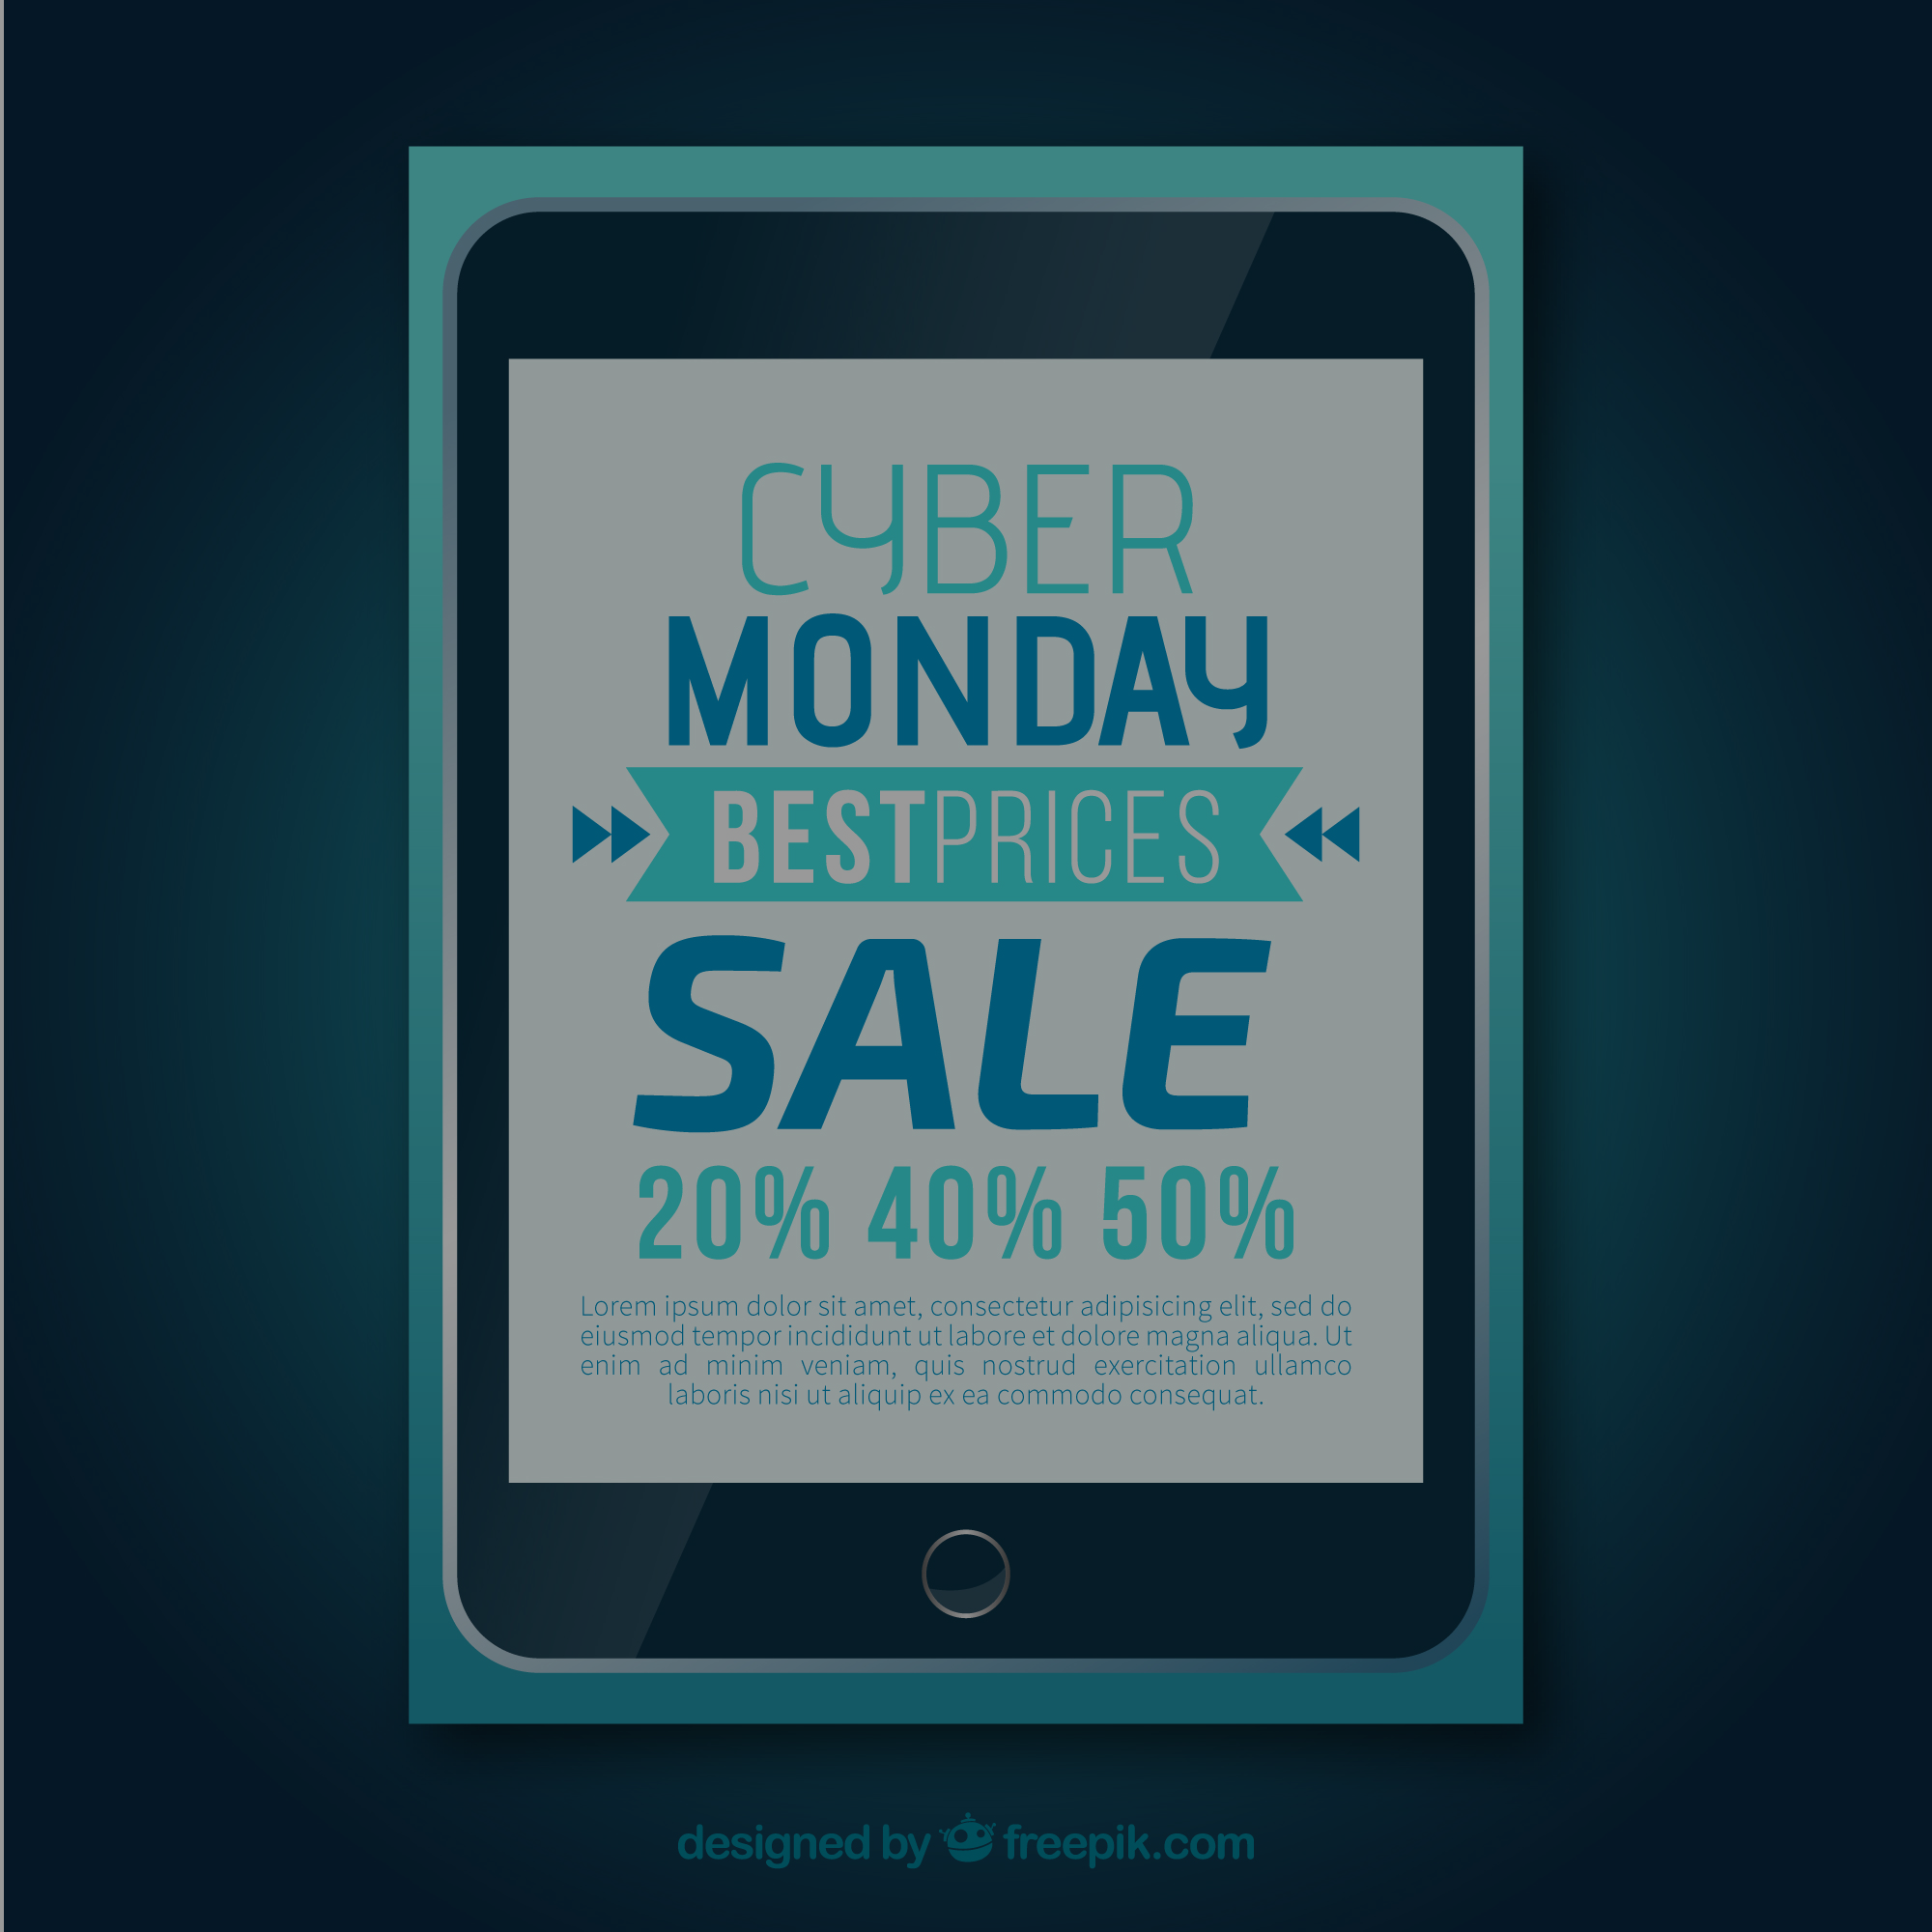 CYBER
MONDAY
BESTPRICES
SALE
20% 40% 50%
Lorem ipsum dolor sit amet, consectetur adipisicing elit, sed do
eiusmod tempor incididunt ut labore et dolore magna aliqua. Ut
enim ad minim veniam, quis nostrud exercitation ullamco
laboris nisi ut aliquip ex ea commodo consequat.
designed by freepik.com